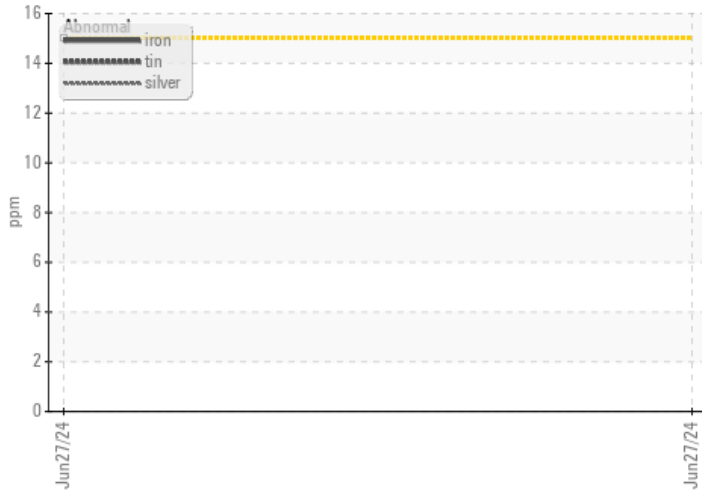 16
14
12
10
8
6
4
2
0
ppm
Abnormal
iron
tin
silver
Jun27/24
Jun27/24